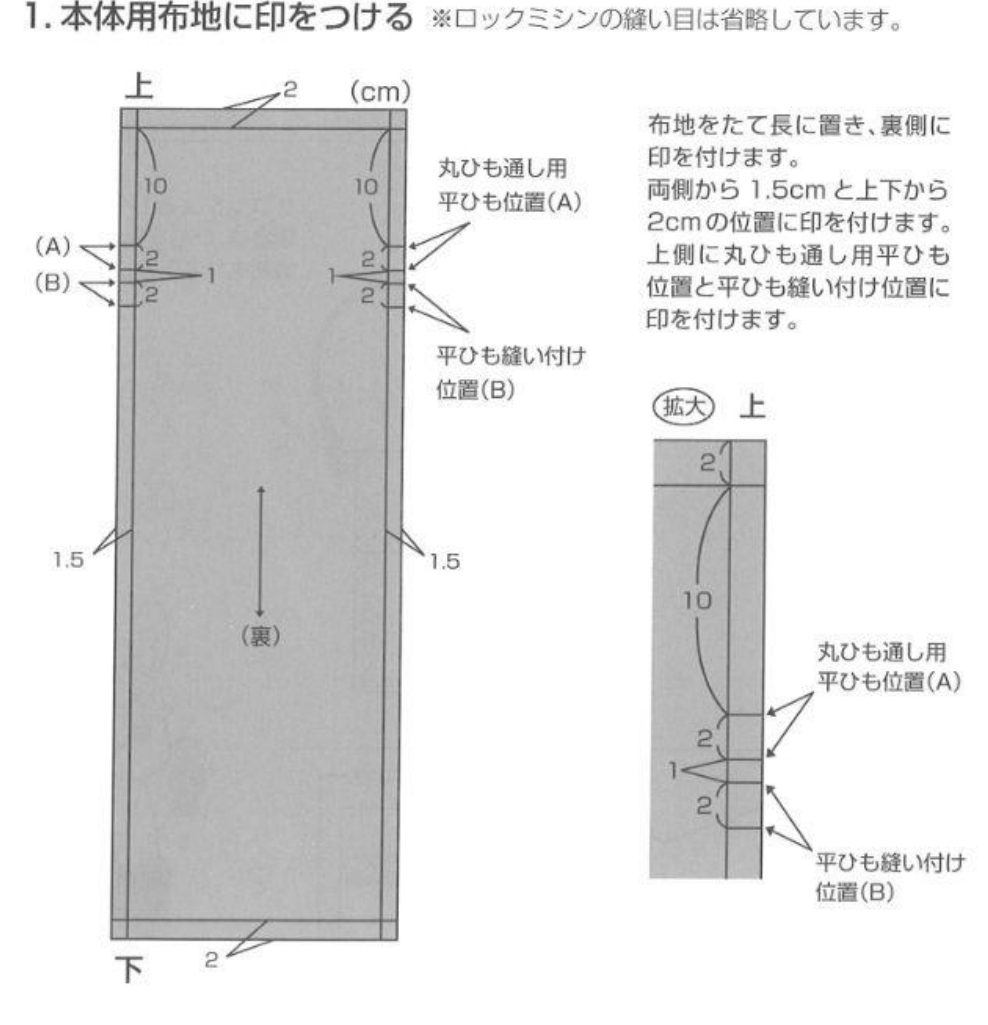 1. 本体用布地に印をつける ※ロックミシンの縫い目は省略しています。
上
2
(cm)
10
10
丸ひも通し用
平ひも位置(A)
(A)
(B)
2
1
2
2
1
2
平ひも縫い付け
位置(B)
1.5
1.5
(裏)
下
2
布地をたて長に置き、裏側に
印を付けます。
両側から 1.5cm と上下から
2cmの位置に印を付けます。
上側に丸ひも通し用平ひも
位置と平ひも縫い付け位置に
印を付けます。
拡大
上
2
10
丸ひも通し用
平ひも位置(A)
2
1
2
平ひも縫い付け
位置(B)